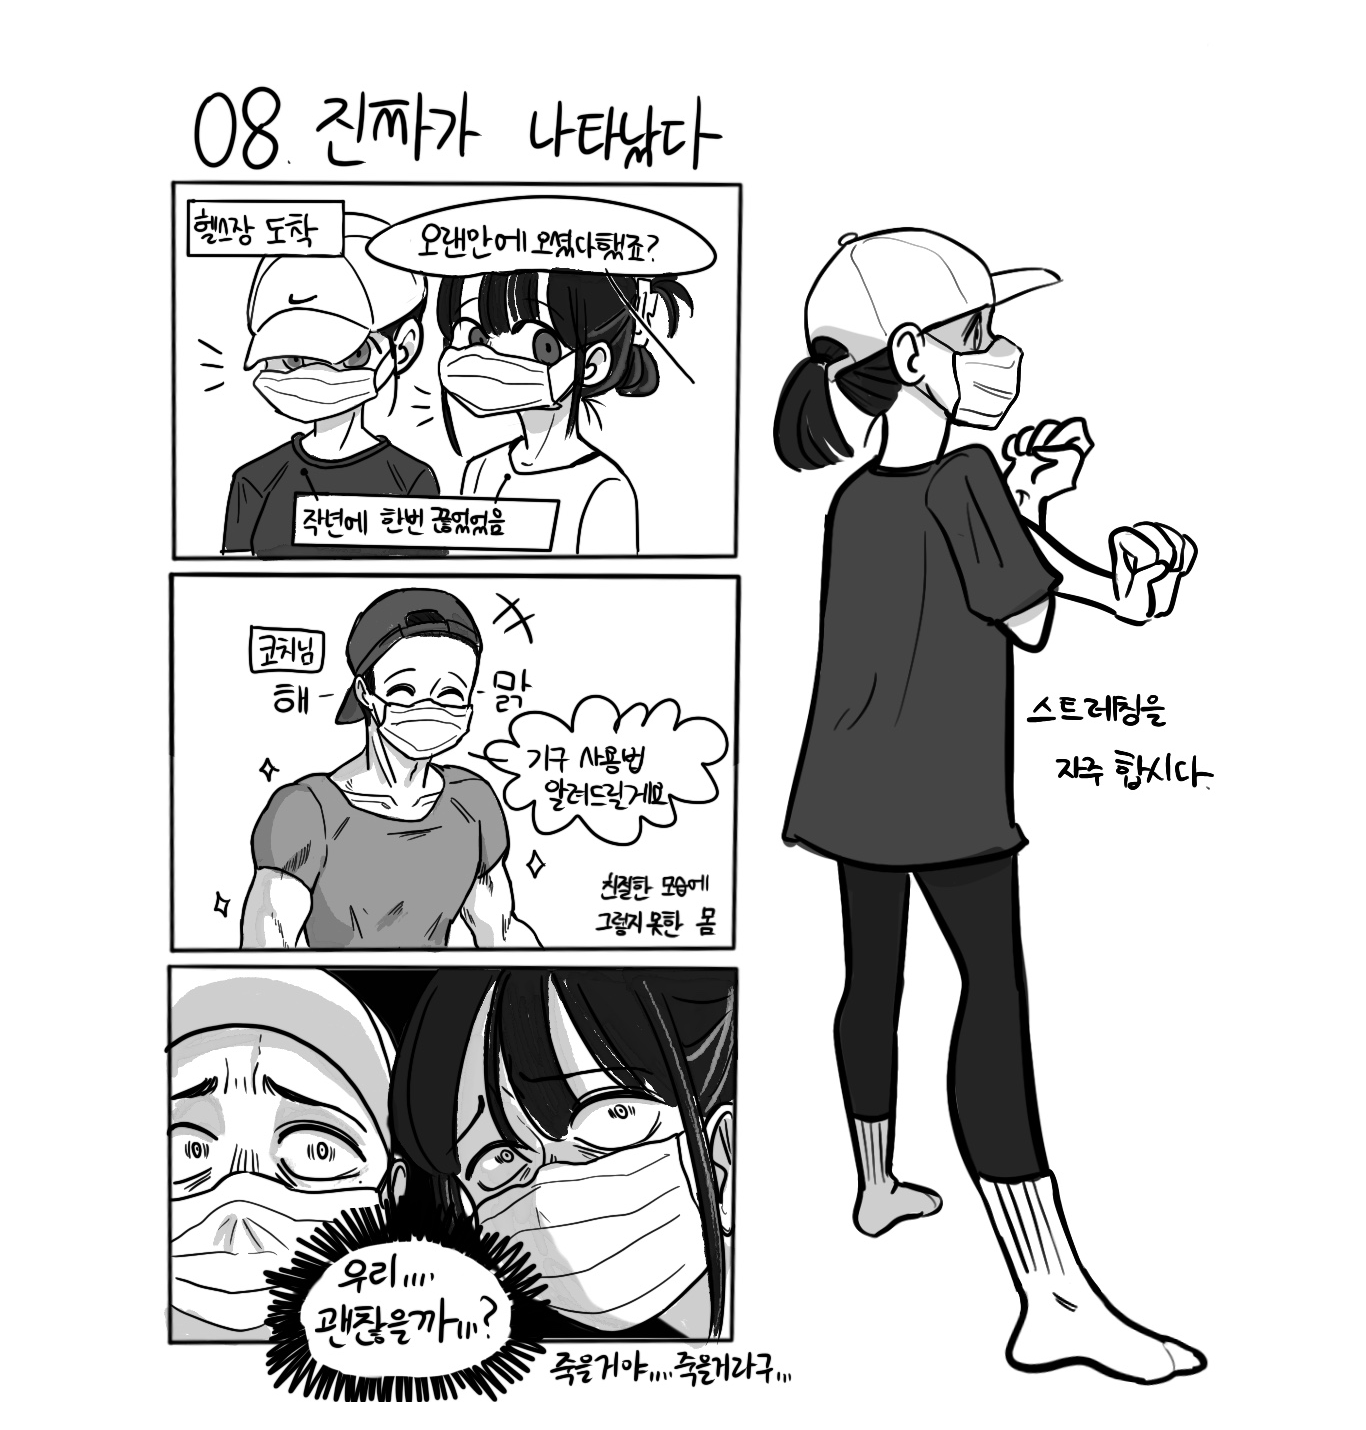 08. 진짜가 나타났다
헬스장 도착
오랜만에 오셨다했죠?
작년에 한번 끊었었음
코치님
해맑
기구 사용법
알려드릴게요
친절한 모습에
그렇지 못한 몸
우리....
괜찮을까...?
죽을거야.... 죽을거라구...
스트레칭을
자주 합시다.